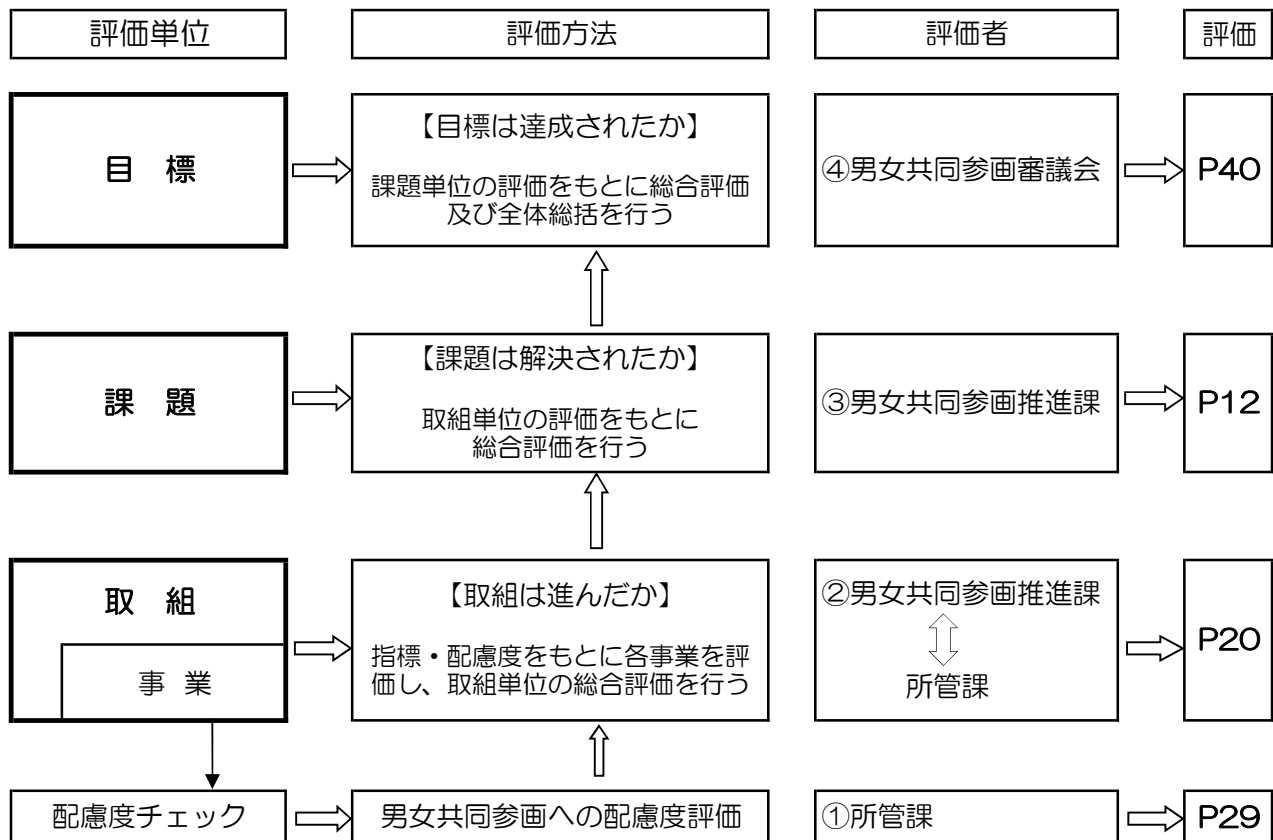 評価単位
評価方法
評価者
評価
目　標
【目標は達成されたか】
課題単位の評価をもとに総合評価
及び全体総括を行う
④男女共同参画審議会
P40
課　題
【課題は解決されたか】
取組単位の評価をもとに
総合評価を行う
③男女共同参画推進課
P12
取　組
事　業
【取組は進んだか】
指標・配慮度をもとに各事業を評
価し、取組単位の総合評価を行う
②男女共同参画推進課
所管課
P20
配慮度チェック
男女共同参画への配慮度評価
①所管課
P29